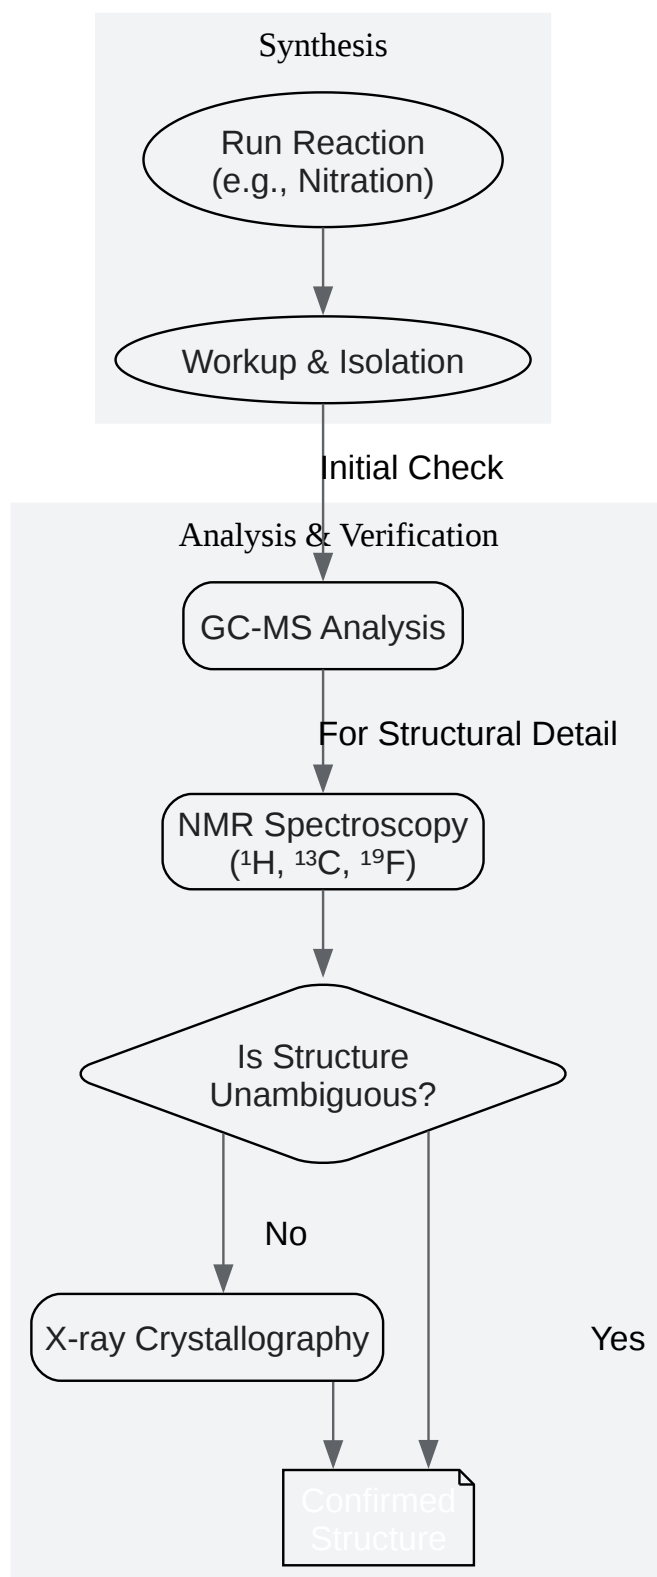 Synthesis
Run Reaction
(e.g., Nitration)
Workup & Isolation
Initial Check
Analysis & Verification
GC-MS Analysis
For Structural Detail
NMR Spectroscopy
(¹H, ¹³C, ¹⁹F)
Is Structure
Unambiguous?
No
X-ray Crystallography
Yes
Confirmed
Structure